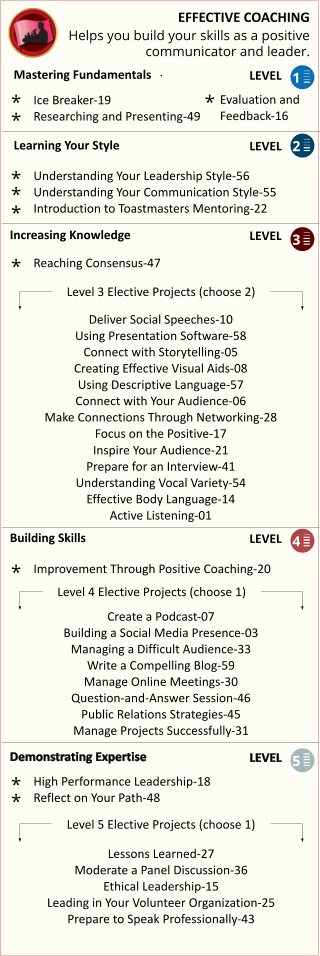 EFFECTIVE COACHING
Helps you build your skills as a positive
communicator and leader.
Mastering Fundamentals · LEVEL 1
* Ice Breaker-19
* Researching and Presenting-49
* Evaluation and
Feedback-16
Learning Your Style LEVEL 2
* Understanding Your Leadership Style-56
* Understanding Your Communication Style-55
* Introduction to Toastmasters Mentoring-22
Increasing Knowledge LEVEL 3
* Reaching Consensus-47
Level 3 Elective Projects (choose 2)
Deliver Social Speeches-10
Using Presentation Software-58
Connect with Storytelling-05
Creating Effective Visual Aids-08
Using Descriptive Language-57
Connect with Your Audience-06
Make Connections Through Networking-28
Focus on the Positive-17
Inspire Your Audience-21
Prepare for an Interview-41
Understanding Vocal Variety-54
Effective Body Language-14
Active Listening-01
Building Skills LEVEL 4
* Improvement Through Positive Coaching-20
Level 4 Elective Projects (choose 1)
Create a Podcast-07
Building a Social Media Presence-03
Managing a Difficult Audience-33
Write a Compelling Blog-59
Manage Online Meetings-30
Question-and-Answer Session-46
Public Relations Strategies-45
Manage Projects Successfully-31
Demonstrating Expertise LEVEL 5
* High Performance Leadership-18
* Reflect on Your Path-48
Level 5 Elective Projects (choose 1)
Lessons Learned-27
Moderate a Panel Discussion-36
Ethical Leadership-15
Leading in Your Volunteer Organization-25
Prepare to Speak Professionally-43